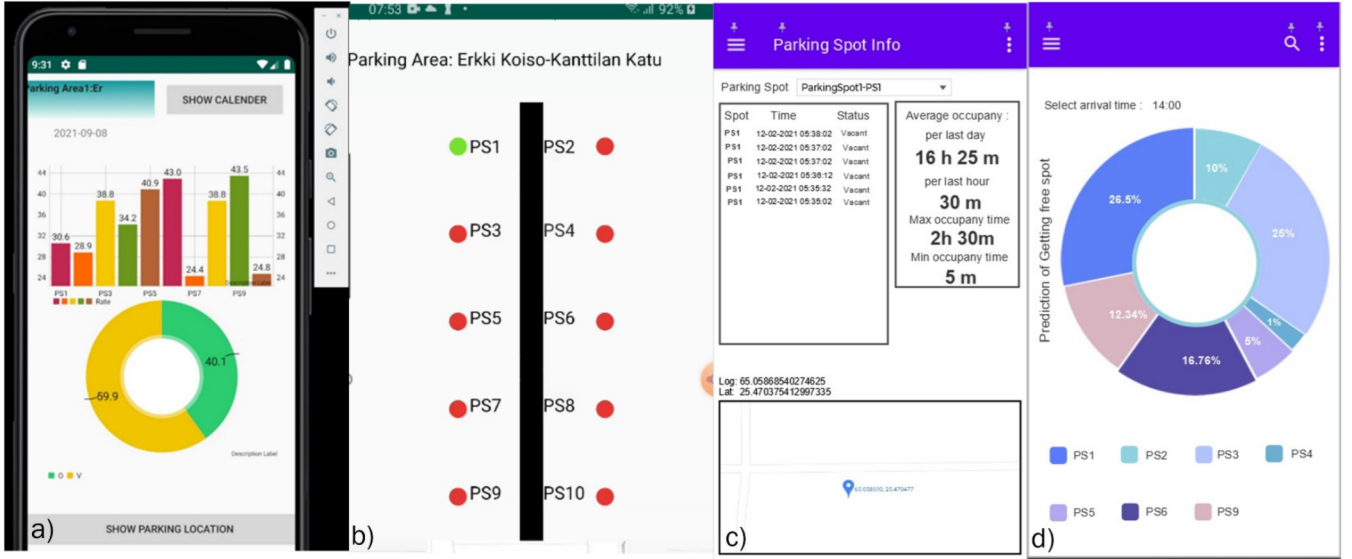 9:31
Parking Area1:Er
SHOW CALENDER
2021-09-08
44
40
36
32
28
24
30.6
28.9
38.8
34.2
40.9
43.0
24.4
38.8
43.5
24.8
44
40
36
32
28
24
Description Label
PS1 PS3 PS5 PS7 PS9
Rate
40.1
59.9
Description Label
O V
SHOW PARKING LOCATION
a)
07:53 92%
Parking Area: Erkki Koiso-Kanttilan Katu
PS1 PS2
PS3 PS4
PS5 PS6
PS7 PS8
PS9 PS10
b)
Parking Spot Info
Parking Spot ParkingSpot1-PS1
Spot Time Status
PS1 12-02-2021 05:38:02 Vacant
PS1 12-02-2021 05:37:02 Vacant
PS1 12-02-2021 05:37:02 Vacant
PS1 12-02-2021 05:36:12 Vacant
PS1 12-02-2021 05:35:32 Vacant
PS1 12-02-2021 05:35:02 Vacant
Average occupany :
per last day
16 h 25 m
per last hour
30 m
Max occupany time
2h 30m
Min occupany time
5 m
Log: 65.05868540274625
Lat: 25.470375412997335
c)
Select arrival time : 14:00
Prediction of Getting free spot
26.5%
10%
25%
1%
5%
16.76%
12.34%
PS1 PS2 PS3 PS4
PS5 PS6 PS9
d)